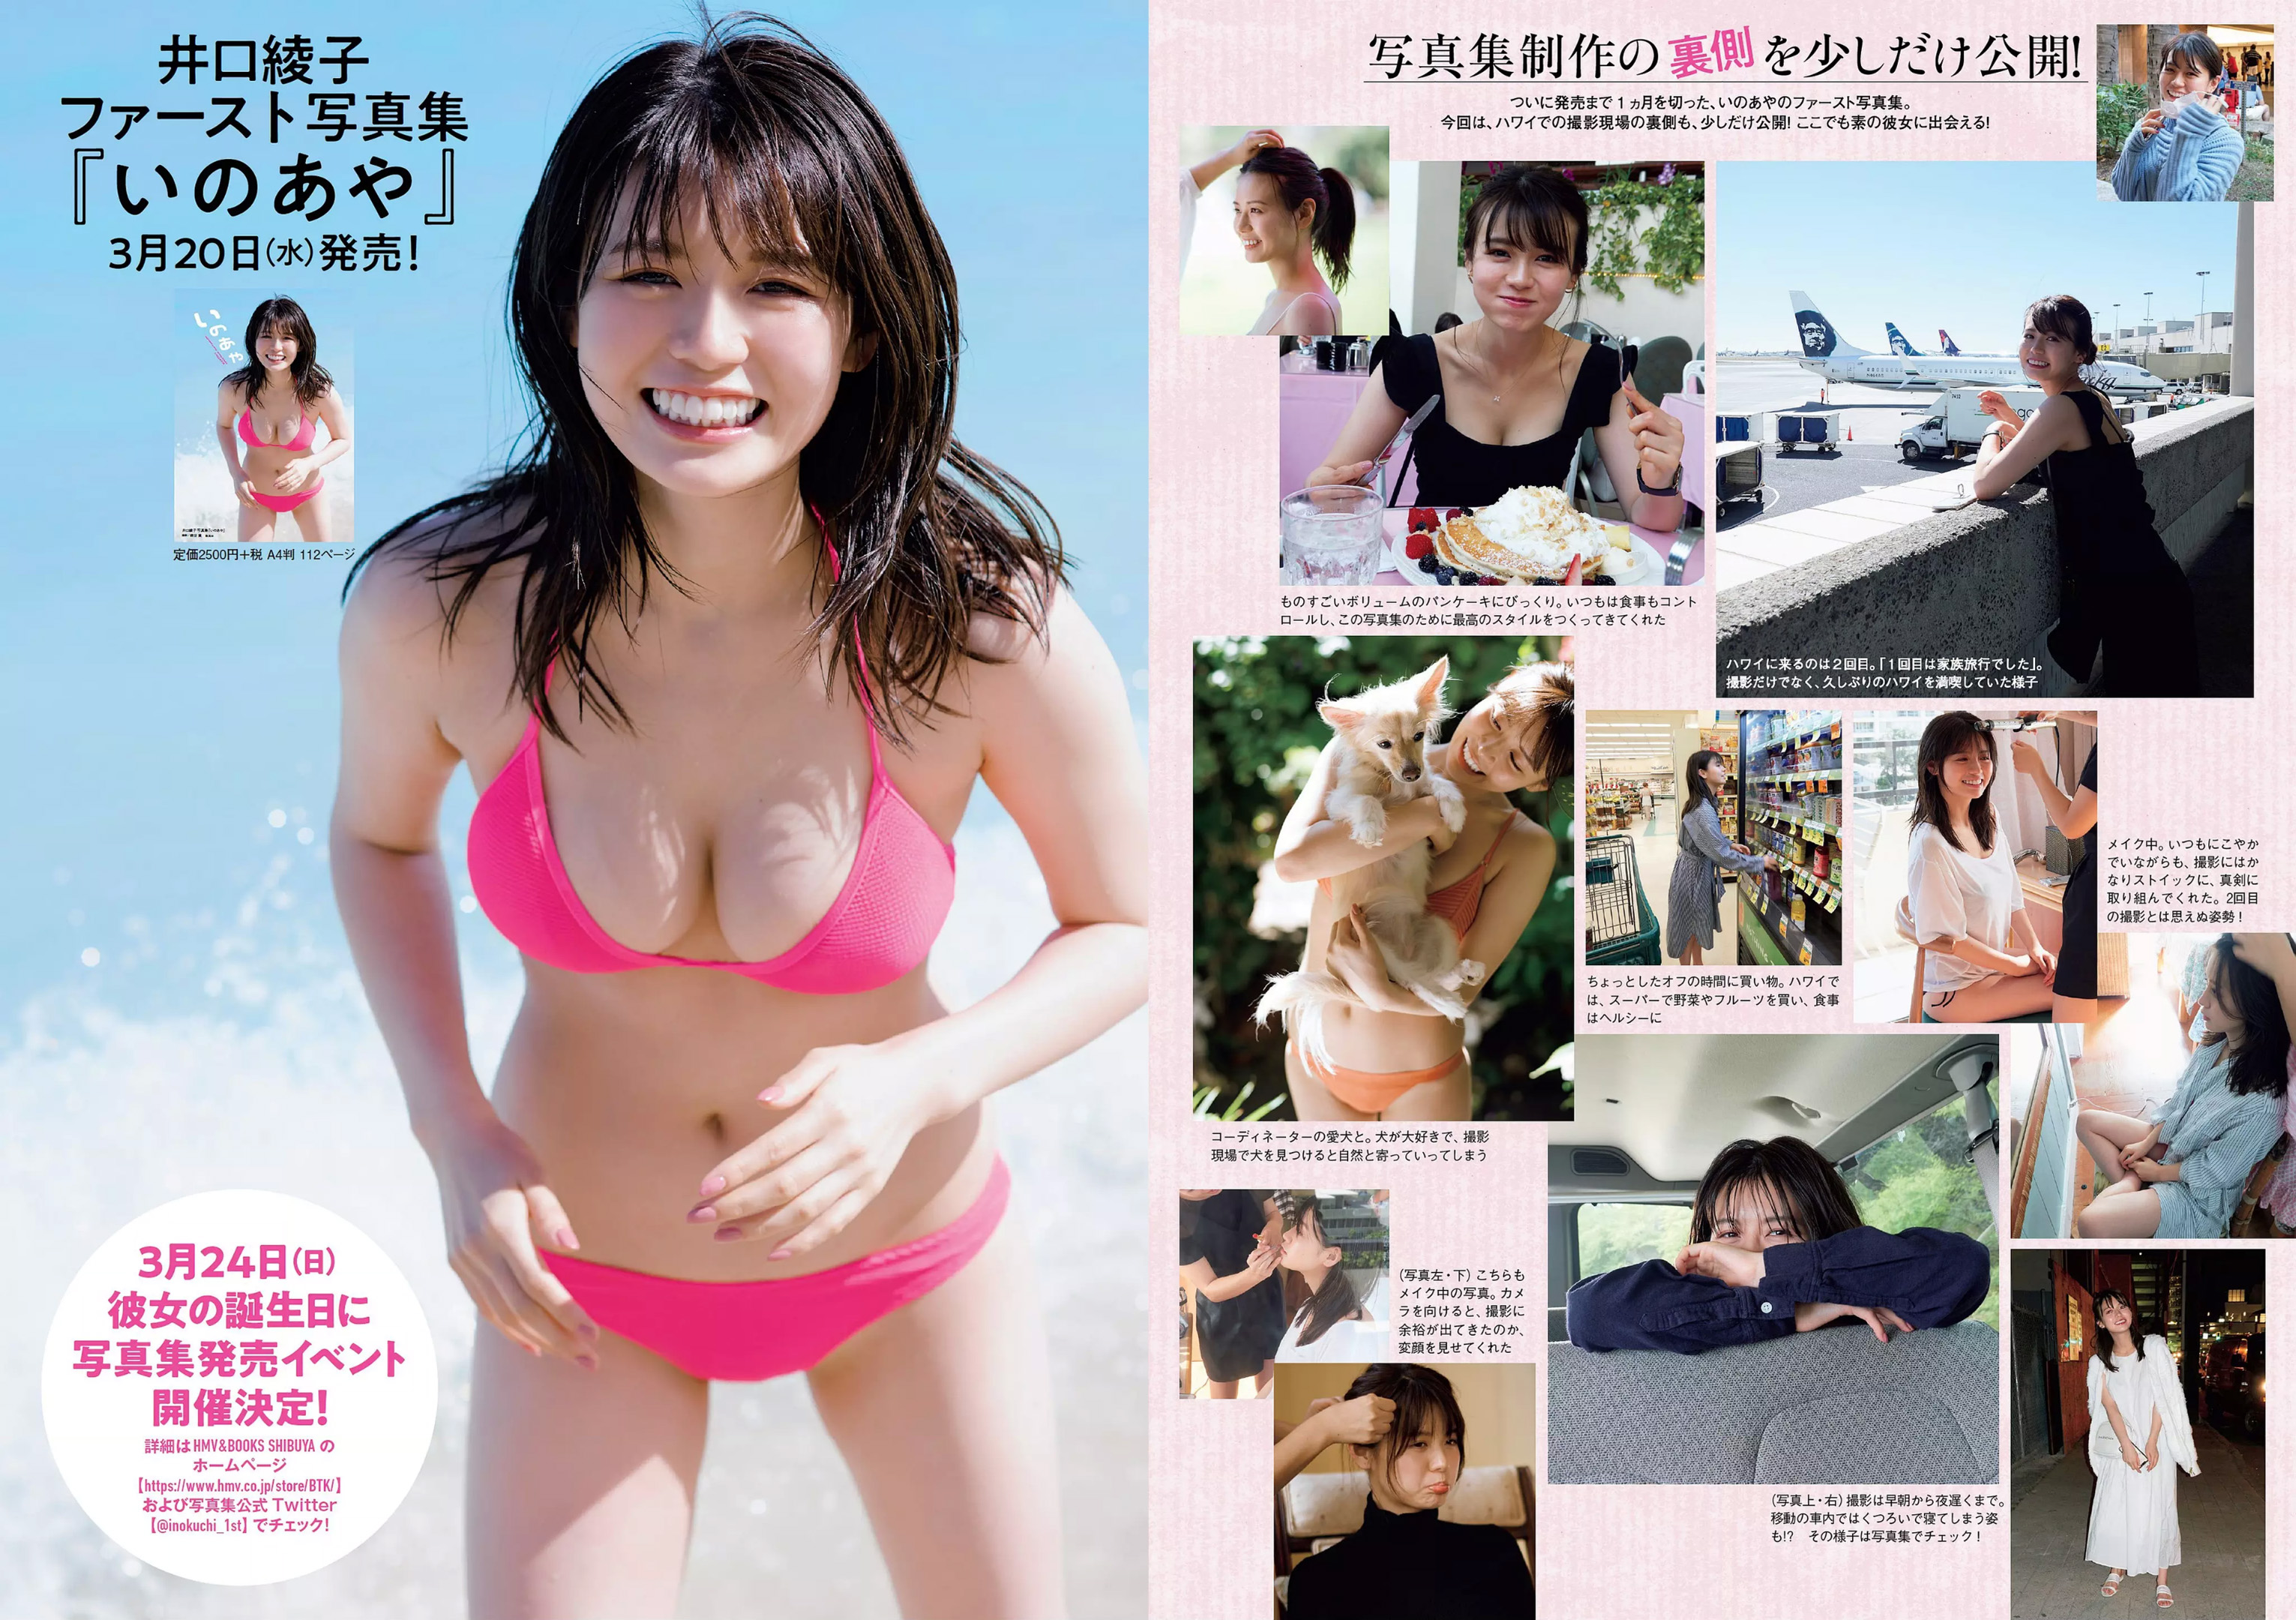 井口綾子
ファースト写真集
『いのあや』
3月20日(水)発売!
いのあや
定価2500円+税 A4判 112ページ
3月24日(日)
彼女の誕生日に
写真集発売イベント
開催決定!
詳細はHMV&BOOKS SHIBUYA の
ホームページ
【https://www.hmv.co.jp/store/BTK/】
および写真集公式 Twitter
【@inokuchi_1st】でチェック!
写真集制作の裏側を少しだけ公開!
ついに発売まで1ヵ月を切った、いのあやのファースト写真集。
今回は、ハワイでの撮影現場の裏側も、少しだけ公開! ここでも素の彼女に出会える!
ものすごいボリュームのパンケーキにびっくり。いつもは食事もコント
ロールし、この写真集のために最高のスタイルをつくってきてくれた
ハワイに来るのは2回目。「1回目は家族旅行でした」。
撮影だけでなく、久しぶりのハワイを満喫していた様子
メイク中。いつもにこやか
でいながらも、撮影にはか
なりストイックに、真剣に
取り組んでくれた。2回目
の撮影とは思えぬ姿勢!
ちょっとしたオフの時間に買い物。ハワイで
は、スーパーで野菜やフルーツを買い、食事
はヘルシーに
コーディネーターの愛犬と。犬が大好きで、撮影
現場で犬を見つけると自然と寄っていってしまう
(写真左・下)こちらも
メイク中の写真。カメ
ラを向けると、撮影に
余裕が出てきたのか、
変顔を見せてくれた
(写真上・右)撮影は早朝から夜遅くまで。
移動の車内ではくつろいで寝てしまう姿
も!? その様子は写真集でチェック!